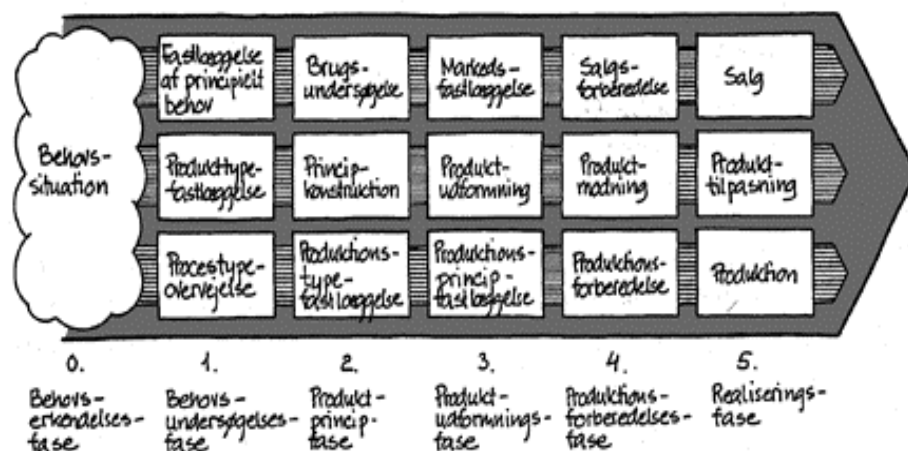 Fastlæggelse
af principielt
behov
Brugs-
undersøgelse
Markeds-
fastlæggelse
Salgs-
forberedelse
Salg
Behovs-
situation
Produkttype-
fastlæggelse
Princip-
konstruction
Produkt-
udformning
Produkt-
modning
Produkt-
tilpasning
Procestype-
overvejelse
Produktions-
type-
fastlæggelse
Produktions-
princip-
fastlæggelse
Produktions-
forberedelse
Produktion
0.
Behovs-
erkendelses-
fase
1.
Behovs-
undersøgelses-
fase
2.
Produkt-
princip-
fase
3.
Produkt-
udformnings-
fase
4.
Produktions-
forberedelses-
fase
5.
Realiserings-
fase